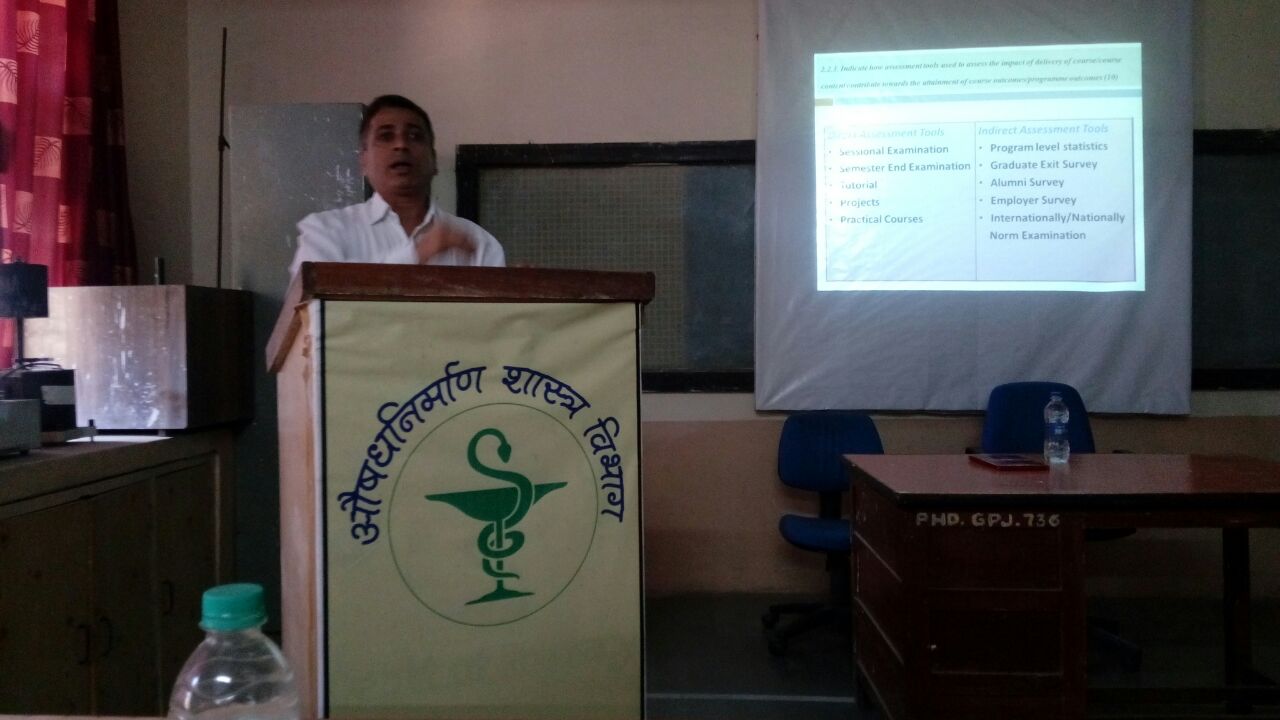 2.2.3. Indicate how assessment tools used to assess the impact of delivery of course/course
content contribute towards the attainment of course outcomes/programme outcomes (10)
Direct Assessment Tools
• Sessional Examination
• Semester End Examination
• Tutorial
• Projects
• Practical Courses
Indirect Assessment Tools
• Program level statistics
• Graduate Exit Survey
• Alumni Survey
• Employer Survey
• Internationally/Nationally
Norm Examination
औषधनिर्माण शास्त्र विभाग
PHD.GPJ.736